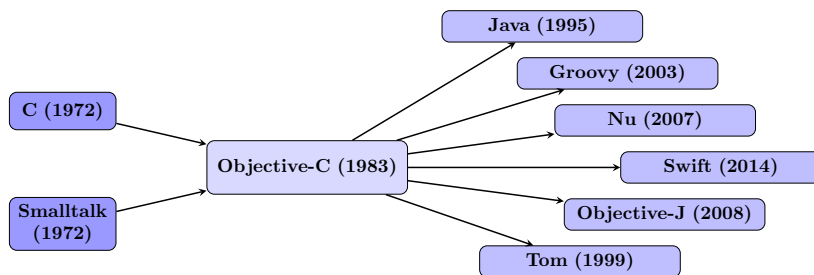 Java (1995)
Groovy (2003)
C (1972)
Nu (2007)
Objective-C (1983)
Swift (2014)
Smalltalk
(1972)
Objective-J (2008)
Tom (1999)